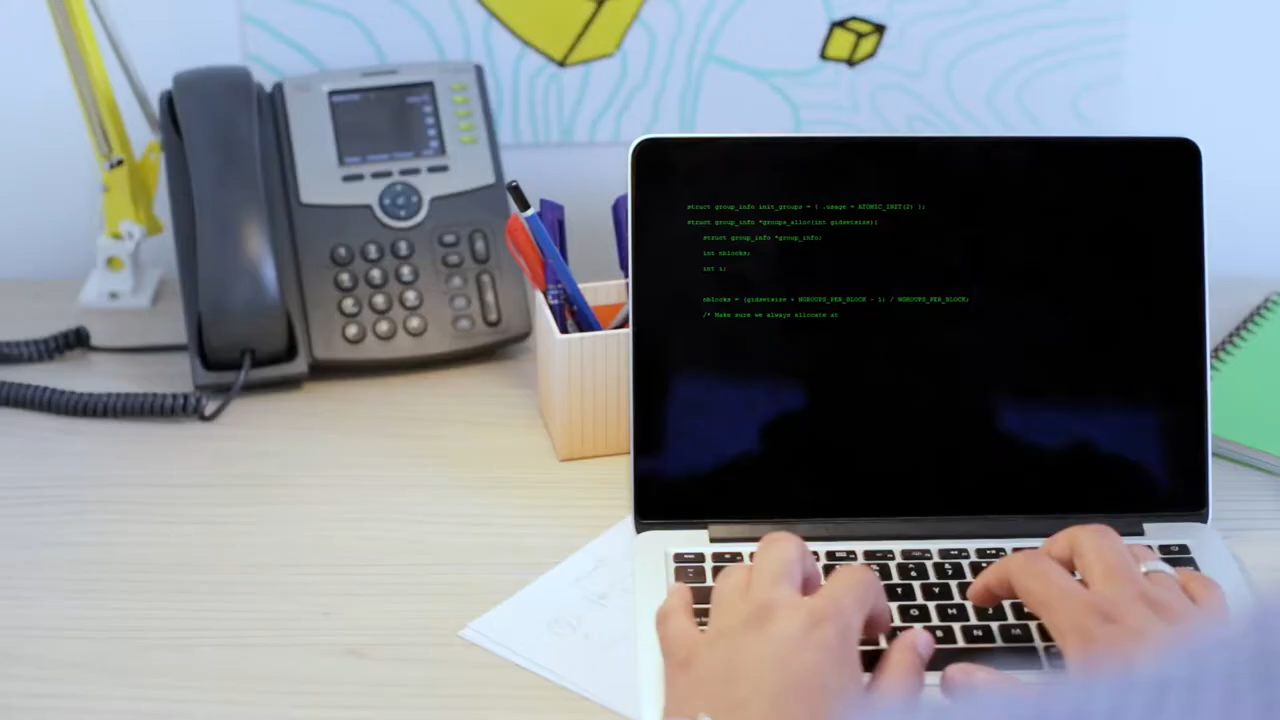 struct group_info init_groups = { .usage = ATOMIC_INIT(2) };
struct group_info *groups_alloc(int gidsetsize){
struct group_info *group_info;
int nblocks;
int i;
nblocks = (gidsetsize + NGROUPS_PER_BLOCK - 1) / NGROUPS_PER_BLOCK;
/* Make sure we always allocate at